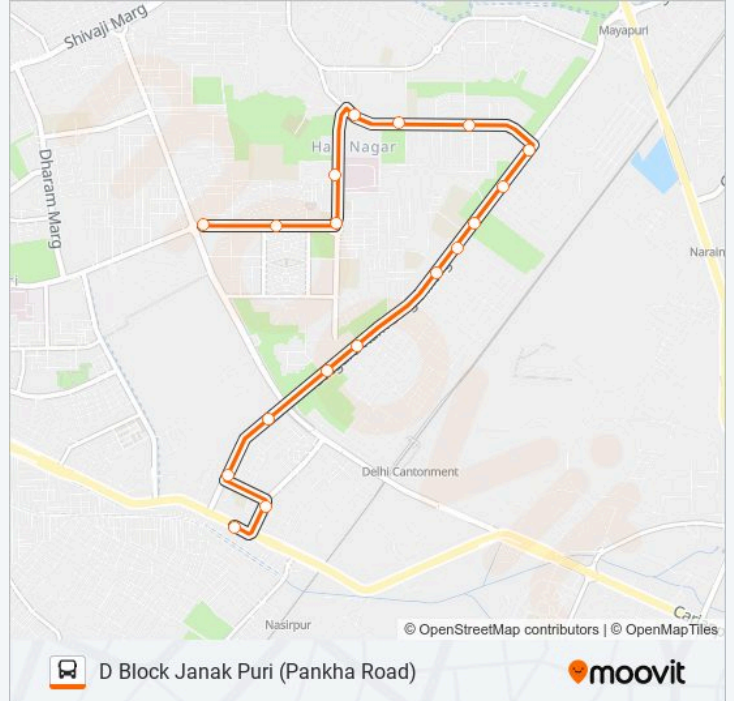 Shivaji Marg
Mayapuri
Dharam Marg
Nagar
Narain
Delhi Cantonment
Nasirpur
© OpenStreetMap contributors | © OpenMapTiles
D Block Janak Puri (Pankha Road)
moovit